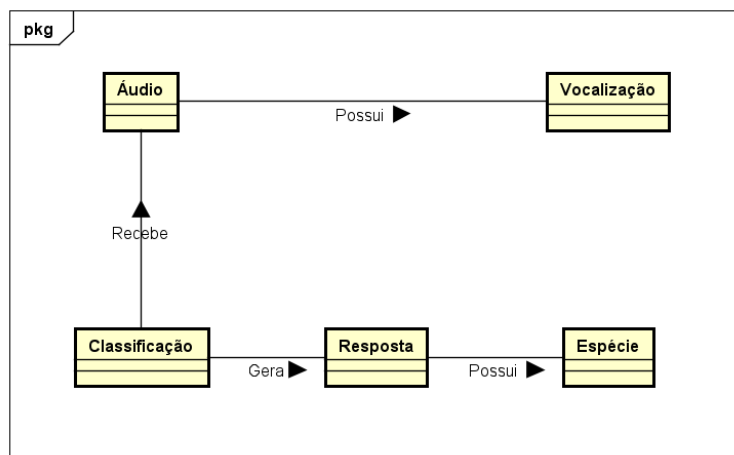 pkg
Áudio
Vocalização
Possui
Recebe
Classificação
Resposta
Espécie
Gera
Possui